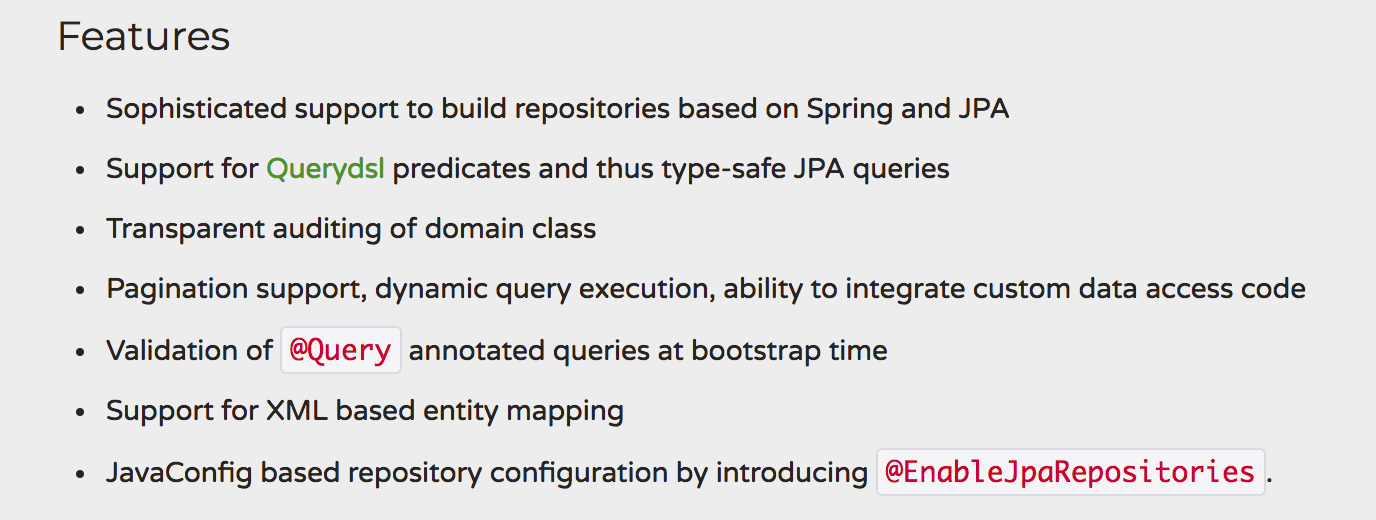 Features
• Sophisticated support to build repositories based on Spring and JPA
• Support for Querydsl predicates and thus type-safe JPA queries
• Transparent auditing of domain class
• Pagination support, dynamic query execution, ability to integrate custom data access code
• Validation of @Query annotated queries at bootstrap time
• Support for XML based entity mapping
• JavaConfig based repository configuration by introducing @EnableJpaRepositories.